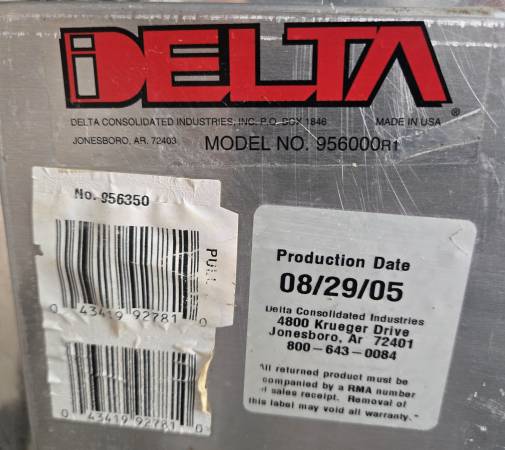 DELTA
®
DELTA CONSOLIDATED INDUSTRIES, INC. P.O. BOX 1846 MADE IN USA
JONESBORO, AR. 72403 MODEL NO. 956000R1
No. 956350
0 43419 92781 0
0 43419 92781 0
Production Date
08/29/05
Delta Consolidated Industries
4800 Krueger Drive
Jonesboro, Ar 72401
800-643-0084
All returned product must be
companied by a RMA number
sales receipt. Removal of
this label may void all warranty."